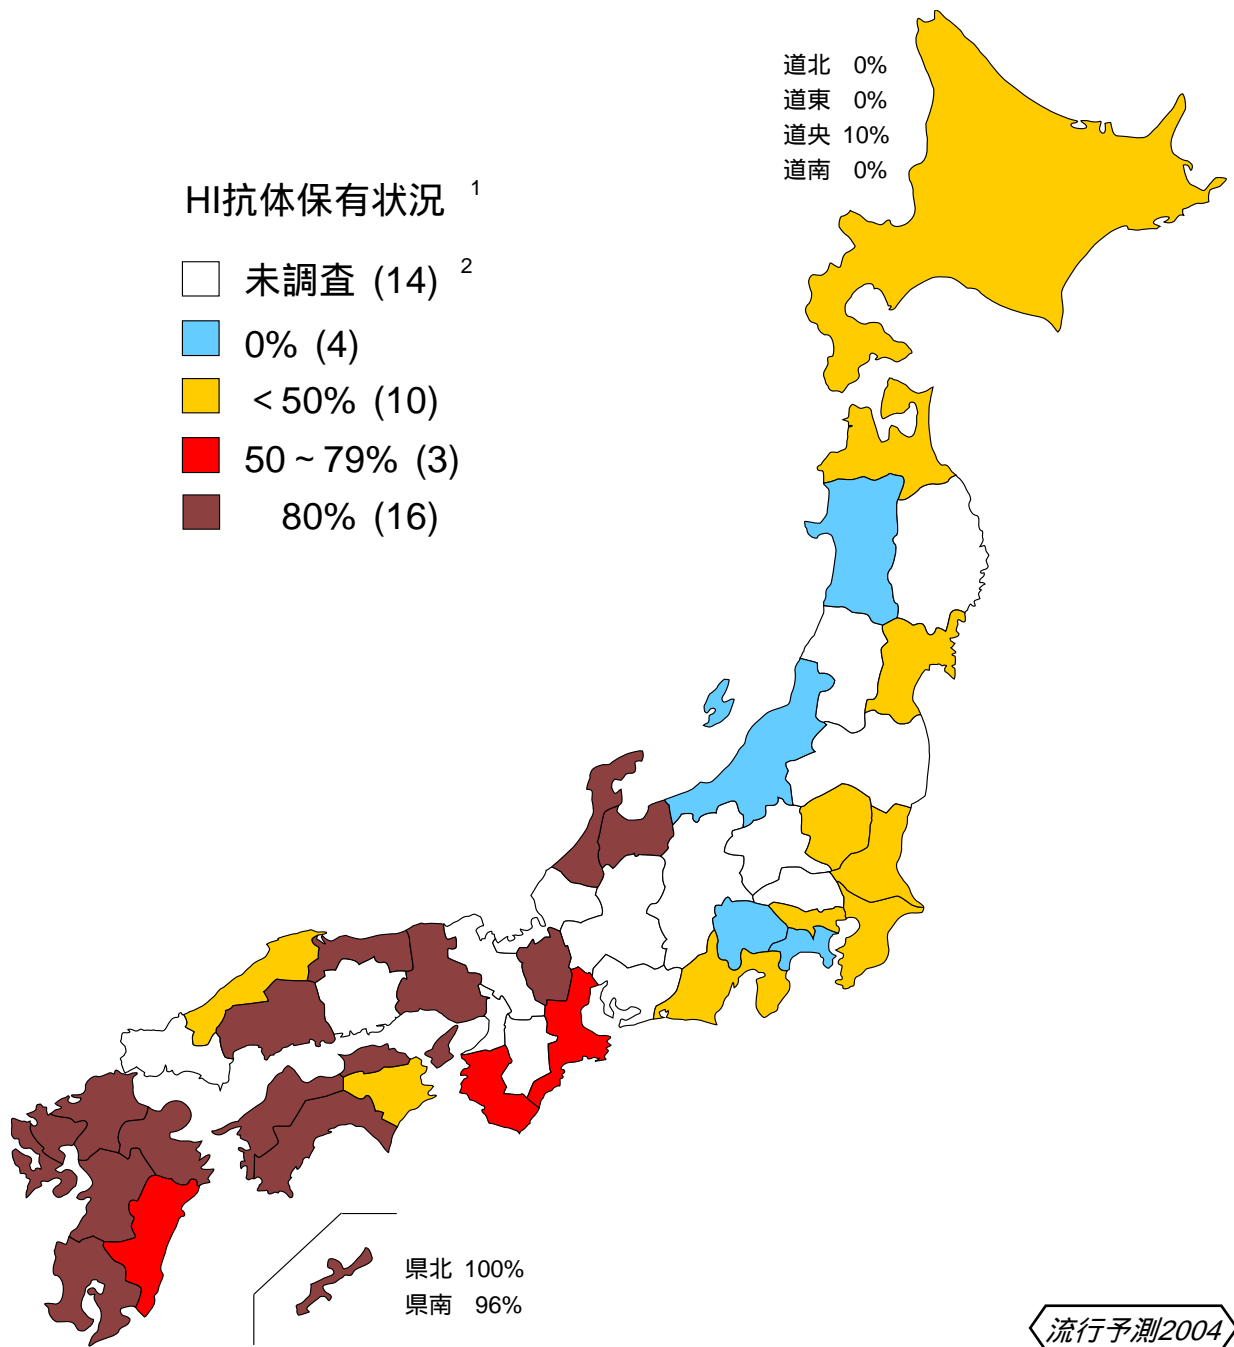 道北 0%
道東 0%
道央 10%
道南 0%
HI抗体保有状況 1
未調査 (14) 2
0% (4)
＜50% (10)
50～79% (3)
80% (16)
県北 100%
県南 96%
流行予測2004